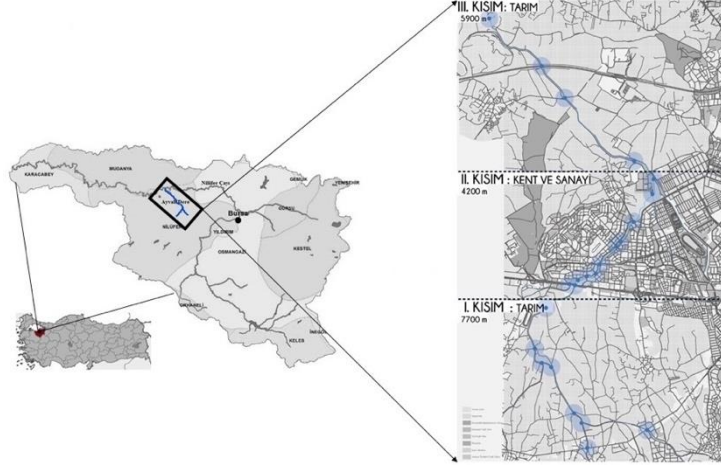 III. KISIM: TARIM
5900 m
II. KISIM : KENT VE SANAYİ
4200 m
I. KISIM : TARIM
7700 m
KARACABEY
MUDANYA
GEMLİK
YENİŞEHİR
Nilüfer Çayı
Ayvalı Dere
GÜRSU
Bursa
NİLÜFER
YILDIRIM
OSMANGAZİ
KESTEL
ORHANELİ
KELES